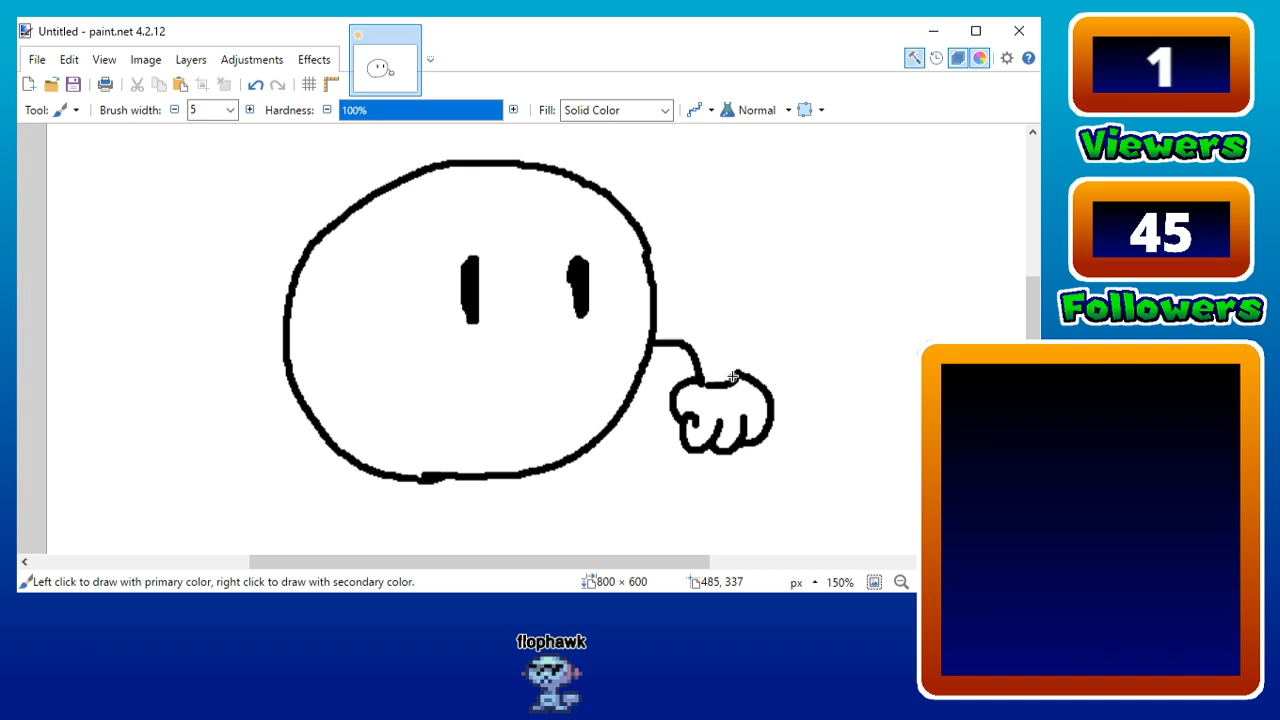 Untitled - paint.net 4.2.12
File Edit View Image Layers Adjustments Effects
Tool: Brush width: 5 Hardness: 100% Fill: Solid Color Normal
Left click to draw with primary color, right click to draw with secondary color. 800 × 600 485, 337 px 150%
1
Viewers
45
Followers
flophawk